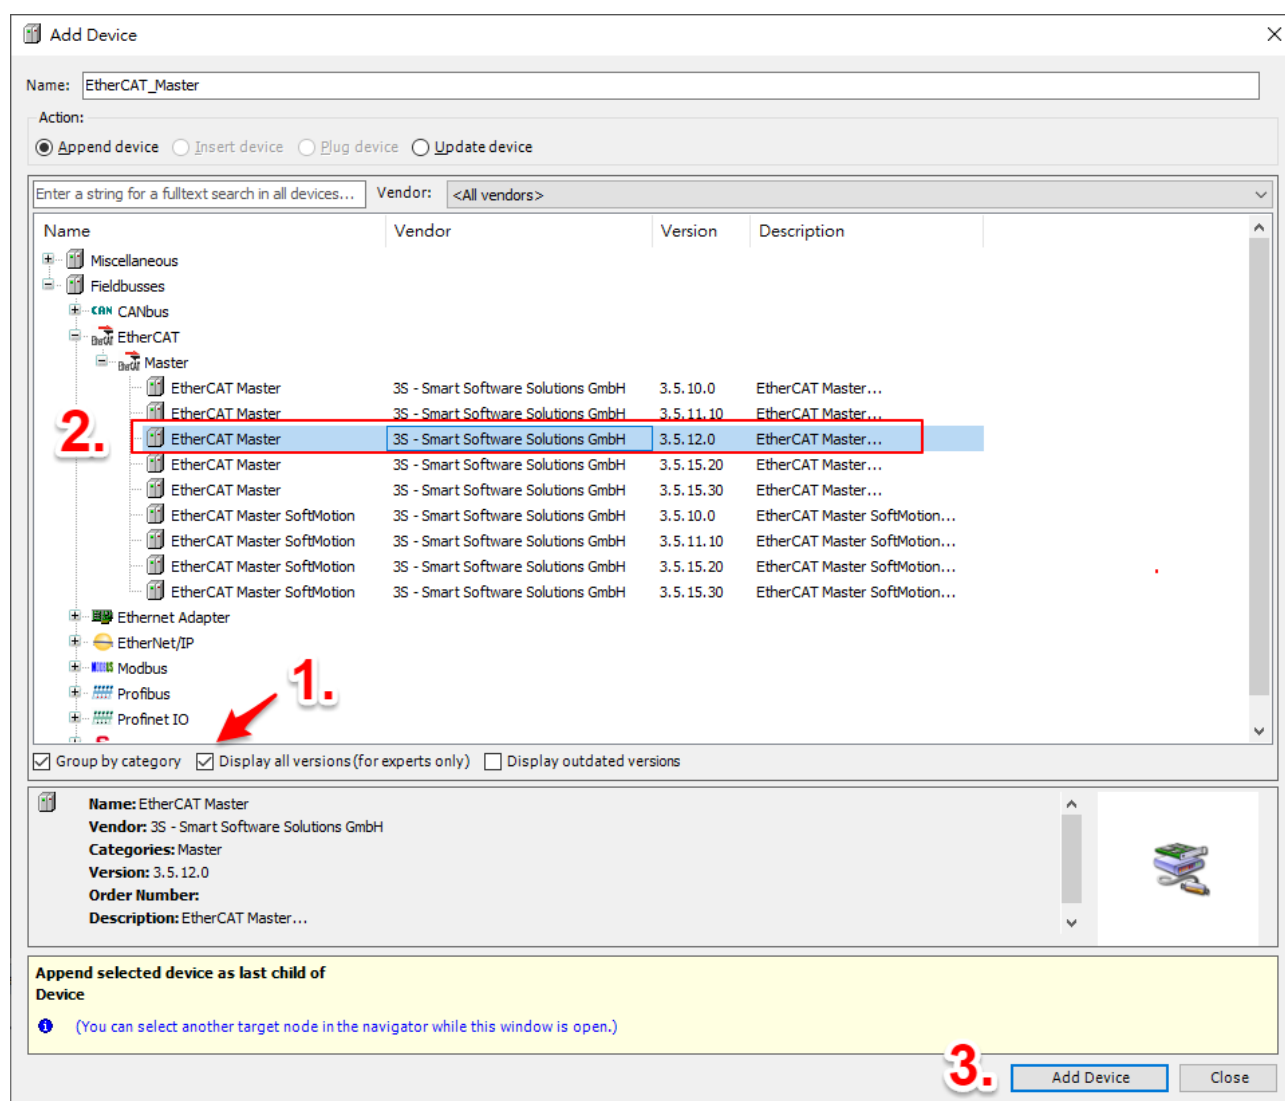 Add Device
Name: EtherCAT_Master
Action:
Append device Insert device Plug device Update device
Enter a string for a fulltext search in all devices... Vendor: <All vendors>
Name Vendor Version Description
Miscellaneous
Fieldbusses
CAN CANbus
EtherCAT EtherCAT
EtherCAT Master
EtherCAT Master 3S - Smart Software Solutions GmbH 3.5.10.0 EtherCAT Master...
EtherCAT Master 3S - Smart Software Solutions GmbH 3.5.11.10 EtherCAT Master...
2. EtherCAT Master 3S - Smart Software Solutions GmbH 3.5.12.0 EtherCAT Master...
EtherCAT Master 3S - Smart Software Solutions GmbH 3.5.15.20 EtherCAT Master...
EtherCAT Master 3S - Smart Software Solutions GmbH 3.5.15.30 EtherCAT Master...
EtherCAT Master SoftMotion 3S - Smart Software Solutions GmbH 3.5.10.0 EtherCAT Master SoftMotion...
EtherCAT Master SoftMotion 3S - Smart Software Solutions GmbH 3.5.11.10 EtherCAT Master SoftMotion...
EtherCAT Master SoftMotion 3S - Smart Software Solutions GmbH 3.5.15.20 EtherCAT Master SoftMotion...
EtherCAT Master SoftMotion 3S - Smart Software Solutions GmbH 3.5.15.30 EtherCAT Master SoftMotion...
Ethernet Adapter
EtherNet/IP
MODBUS Modbus
Profibus
1.
Profinet IO
Group by category Display all versions (for experts only) Display outdated versions
Name: EtherCAT Master
Vendor: 3S - Smart Software Solutions GmbH
Categories: Master
Version: 3.5.12.0
Order Number:
Description: EtherCAT Master...
Append selected device as last child of
Device
(You can select another target node in the navigator while this window is open.)
3. Add Device Close